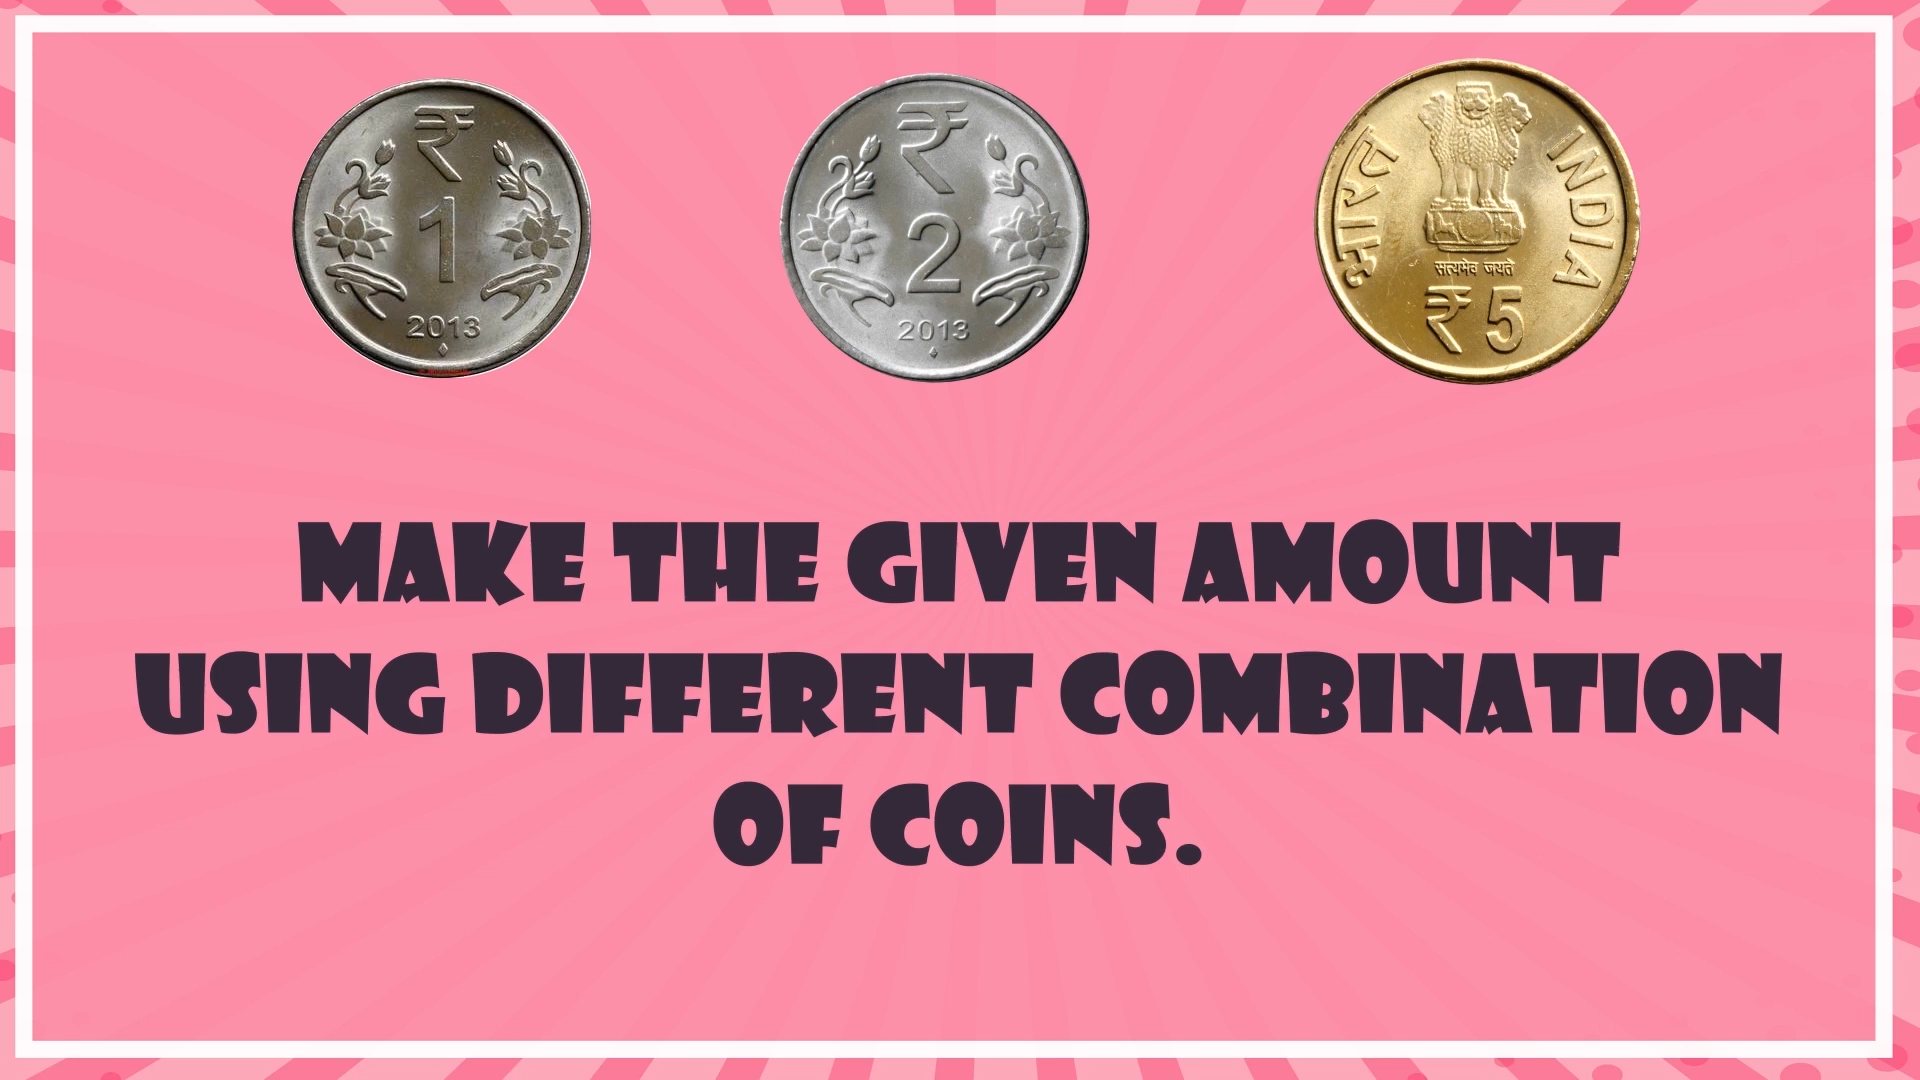 ₹
1
2013
₹
2
2013
भारत
INDIA
सत्यमेव जयते
₹ 5
MAKE THE GIVEN AMOUNT
USING DIFFERENT COMBINATION
OF COINS.